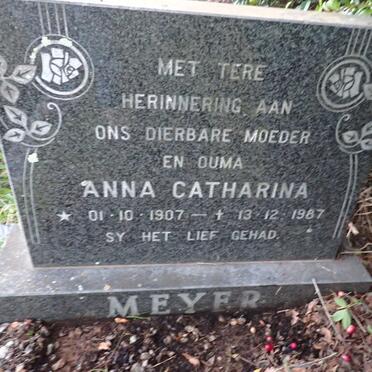 MET TERE
HERINNERING AAN
ONS DIERBARE MOEDER
EN OUMA
ANNA CATHARINA
★ 01·10·1907 — ✝ 13·12·1987
SY HET LIEF GEHAD.
MEYER